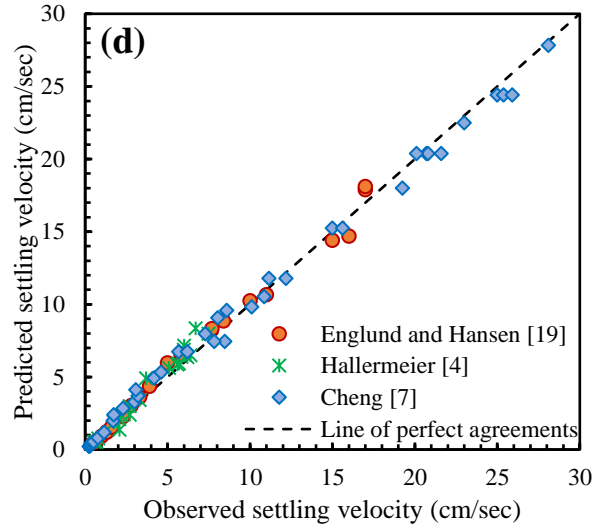 30
(d)
25
20
15
10
5
0
Predicted settling velocity (cm/sec)
Englund and Hansen [19]
Hallermeier [4]
Cheng [7]
Line of perfect agreements
0 5 10 15 20 25 30
Observed settling velocity (cm/sec)